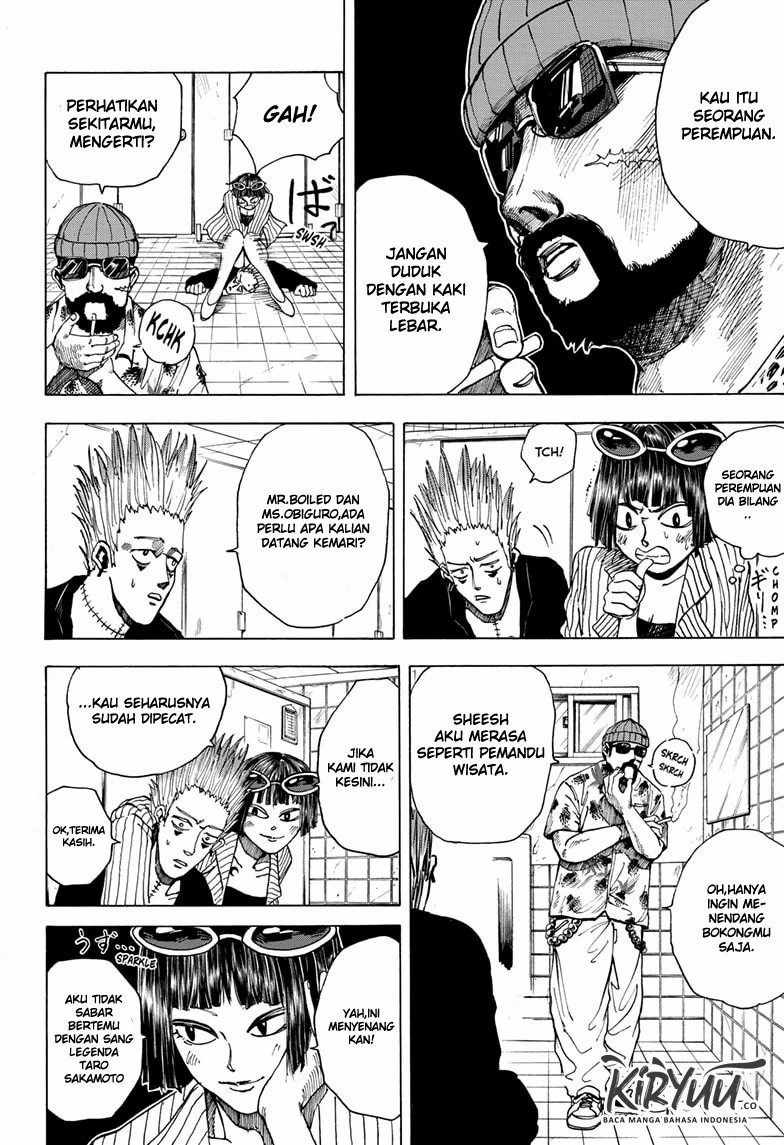 KAU ITU
SEORANG
PEREMPUAN.
JANGAN
DUDUK
DENGAN KAKI
TERBUKA
LEBAR.
GAH!
SWSH
PERHATIKAN
SEKITARMU,
MENGERTI?
KCHK
SEORANG
PEREMPUAN
DIA BILANG
..
TCH!
CHOMP
MR.BOILED DAN
MS.OBIGURO,ADA
PERLU APA KALIAN
DATANG KEMARI?
SKRCH
SKRCH
SHEESH
AKU MERASA
SEPERTI PEMANDU
WISATA.
OH,HANYA
INGIN ME-
NENDANG
BOKONGMU
SAJA.
JIKA
KAMI TIDAK
KESINI...
...KAU SEHARUSNYA
SUDAH DIPECAT.
OK,TERIMA
KASIH.
うず...
SPARKLE
YAH,INI
MENYENANG
KAN!
AKU TIDAK
SABAR
BERTEMU
DENGAN SANG
LEGENDA
TARO
SAKAMOTO
KIRYUU.CO
BACA MANGA BAHASA INDONESIA